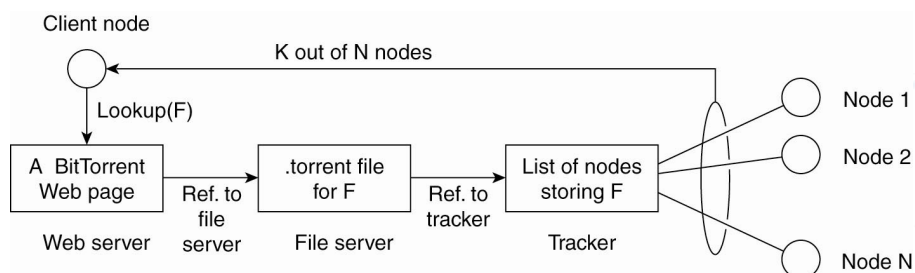 Client node
K out of N nodes
Lookup(F)
A BitTorrent
Web page
Ref. to
file
server
.torrent file
for F
Ref. to
tracker
List of nodes
storing F
Web server
File server
Tracker
Node 1
Node 2
Node N